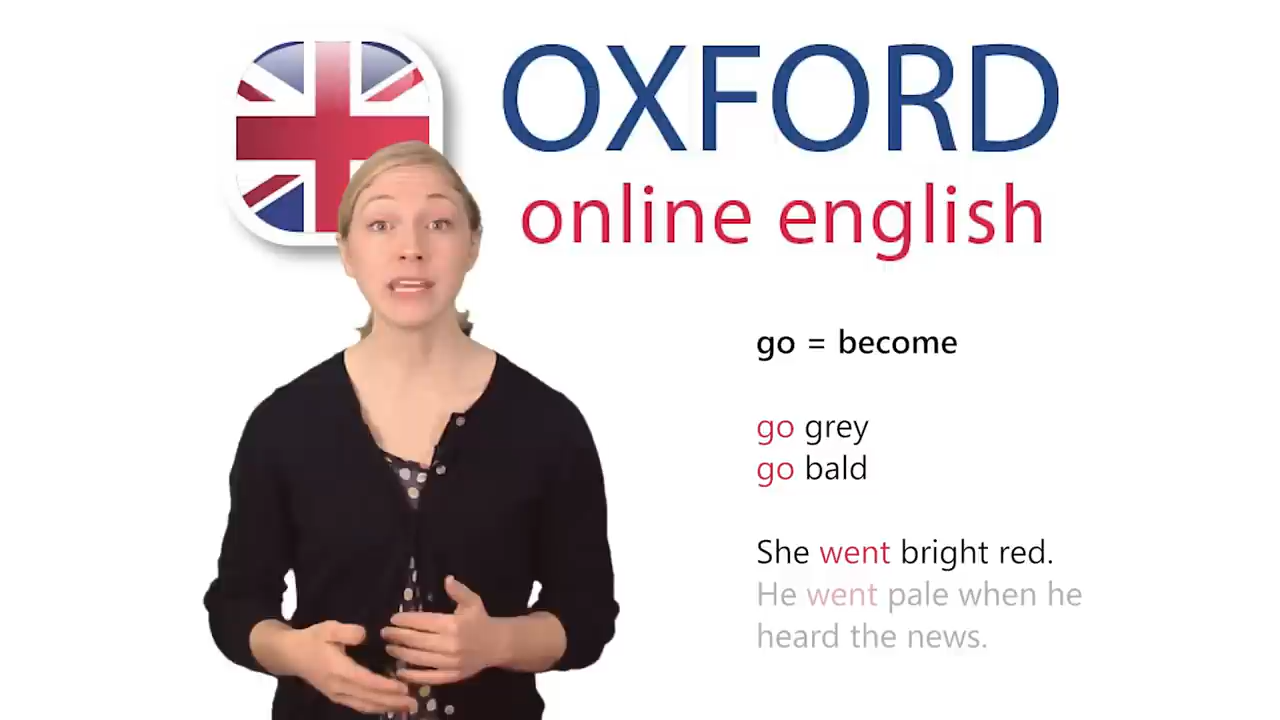 OXFORD
online english
go = become
go grey
go bald
She went bright red.
He went pale when he
heard the news.